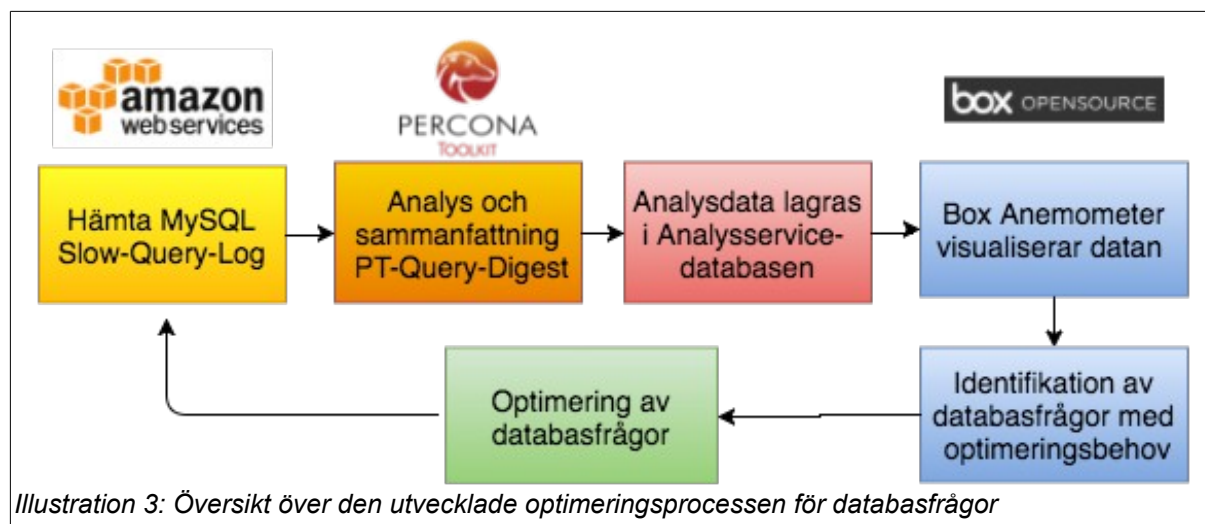 amazon
web services
PERCONA
TOOLKIT
box OPENSOURCE
Hämta MySQL
Slow-Query-Log
Analys och
sammanfattning
PT-Query-Digest
Analysdata lagras
i Analysservice-
databasen
Box Anemometer
visualiserar datan
Optimering av
databasfrågor
Identifikation av
databasfrågor med
optimeringsbehov
Illustration 3: Översikt över den utvecklade optimeringsprocessen för databasfrågor